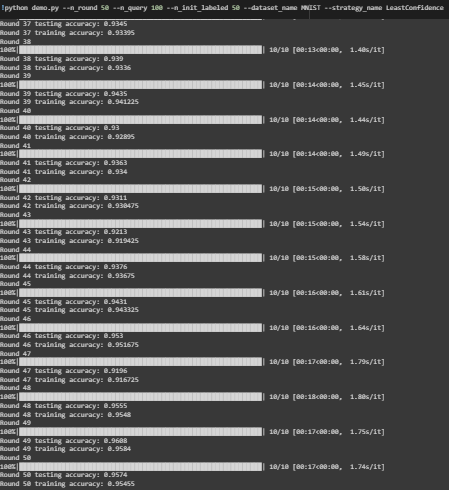 !python demo.py --n_round 50 --n_query 100 --n_init_labeled 50 --dataset_name MNIST --strategy_name LeastConfidence
Round 37 testing accuracy: 0.9345
Round 37 training accuracy: 0.93395
Round 38
100% 10/10 [00:13<00:00, 1.40s/it]
Round 38 testing accuracy: 0.939
Round 38 training accuracy: 0.9336
Round 39
100% 10/10 [00:14<00:00, 1.45s/it]
Round 39 testing accuracy: 0.9435
Round 39 training accuracy: 0.941225
Round 40
100% 10/10 [00:14<00:00, 1.44s/it]
Round 40 testing accuracy: 0.93
Round 40 training accuracy: 0.92895
Round 41
100% 10/10 [00:14<00:00, 1.49s/it]
Round 41 testing accuracy: 0.9363
Round 41 training accuracy: 0.934
Round 42
100% 10/10 [00:15<00:00, 1.50s/it]
Round 42 testing accuracy: 0.9311
Round 42 training accuracy: 0.930475
Round 43
100% 10/10 [00:15<00:00, 1.54s/it]
Round 43 testing accuracy: 0.9213
Round 43 training accuracy: 0.919425
Round 44
100% 10/10 [00:15<00:00, 1.58s/it]
Round 44 testing accuracy: 0.9376
Round 44 training accuracy: 0.93675
Round 45
100% 10/10 [00:16<00:00, 1.61s/it]
Round 45 testing accuracy: 0.9431
Round 45 training accuracy: 0.943325
Round 46
100% 10/10 [00:16<00:00, 1.64s/it]
Round 46 testing accuracy: 0.953
Round 46 training accuracy: 0.951675
Round 47
100% 10/10 [00:17<00:00, 1.79s/it]
Round 47 testing accuracy: 0.9196
Round 47 training accuracy: 0.916725
Round 48
100% 10/10 [00:18<00:00, 1.80s/it]
Round 48 testing accuracy: 0.9555
Round 48 training accuracy: 0.9548
Round 49
100% 10/10 [00:17<00:00, 1.75s/it]
Round 49 testing accuracy: 0.9608
Round 49 training accuracy: 0.9584
Round 50
100% 10/10 [00:17<00:00, 1.74s/it]
Round 50 testing accuracy: 0.9574
Round 50 training accuracy: 0.95455